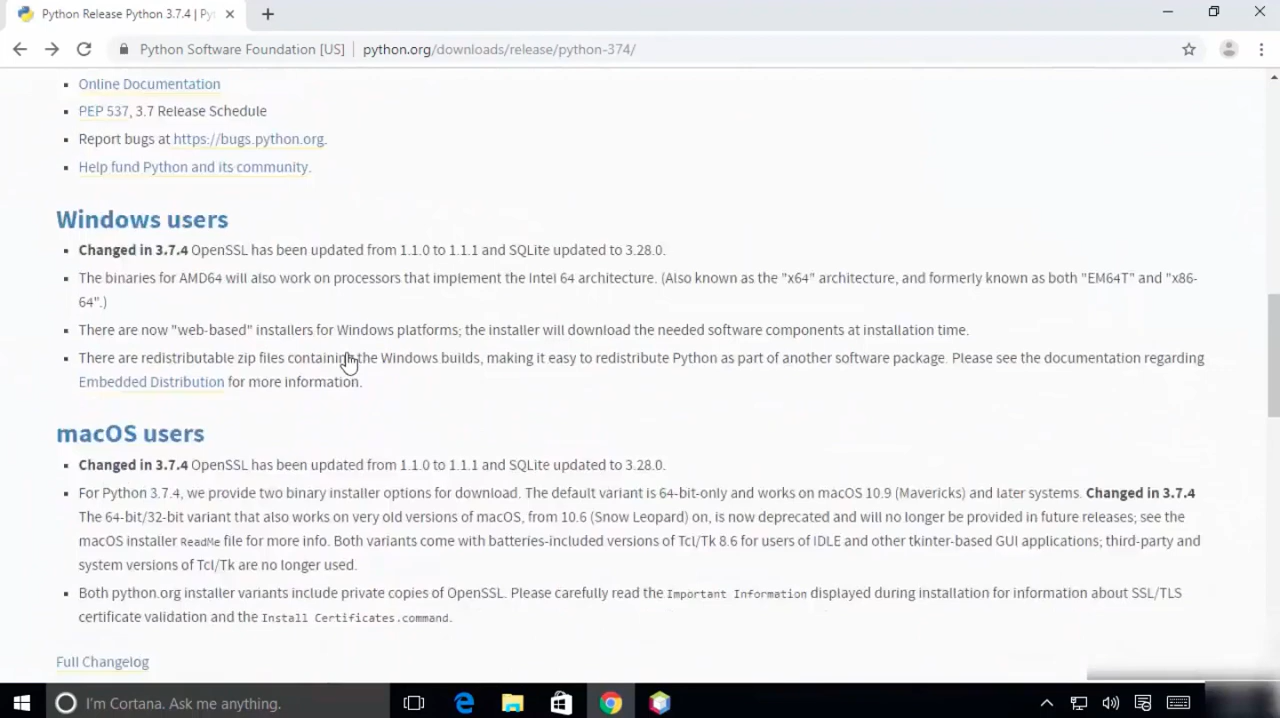 Python Release Python 3.7.4 | Py
Python Software Foundation [US] | python.org/downloads/release/python-374/
Online Documentation
PEP 537, 3.7 Release Schedule
Report bugs at https://bugs.python.org.
Help fund Python and its community.
Windows users
Changed in 3.7.4 OpenSSL has been updated from 1.1.0 to 1.1.1 and SQLite updated to 3.28.0.
The binaries for AMD64 will also work on processors that implement the Intel 64 architecture. (Also known as the "x64" architecture, and formerly known as both "EM64T" and "x86-
64".)
There are now "web-based" installers for Windows platforms; the installer will download the needed software components at installation time.
There are redistributable zip files containing the Windows builds, making it easy to redistribute Python as part of another software package. Please see the documentation regarding
Embedded Distribution for more information.
macOS users
Changed in 3.7.4 OpenSSL has been updated from 1.1.0 to 1.1.1 and SQLite updated to 3.28.0.
For Python 3.7.4, we provide two binary installer options for download. The default variant is 64-bit-only and works on macOS 10.9 (Mavericks) and later systems. Changed in 3.7.4
The 64-bit/32-bit variant that also works on very old versions of macOS, from 10.6 (Snow Leopard) on, is now deprecated and will no longer be provided in future releases; see the
macOS installer ReadMe file for more info. Both variants come with batteries-included versions of Tcl/Tk 8.6 for users of IDLE and other tkinter-based GUI applications; third-party and
system versions of Tcl/Tk are no longer used.
Both python.org installer variants include private copies of OpenSSL. Please carefully read the Important Information displayed during installation for information about SSL/TLS
certificate validation and the Install Certificates.command.
Full Changelog
I'm Cortana. Ask me anything.